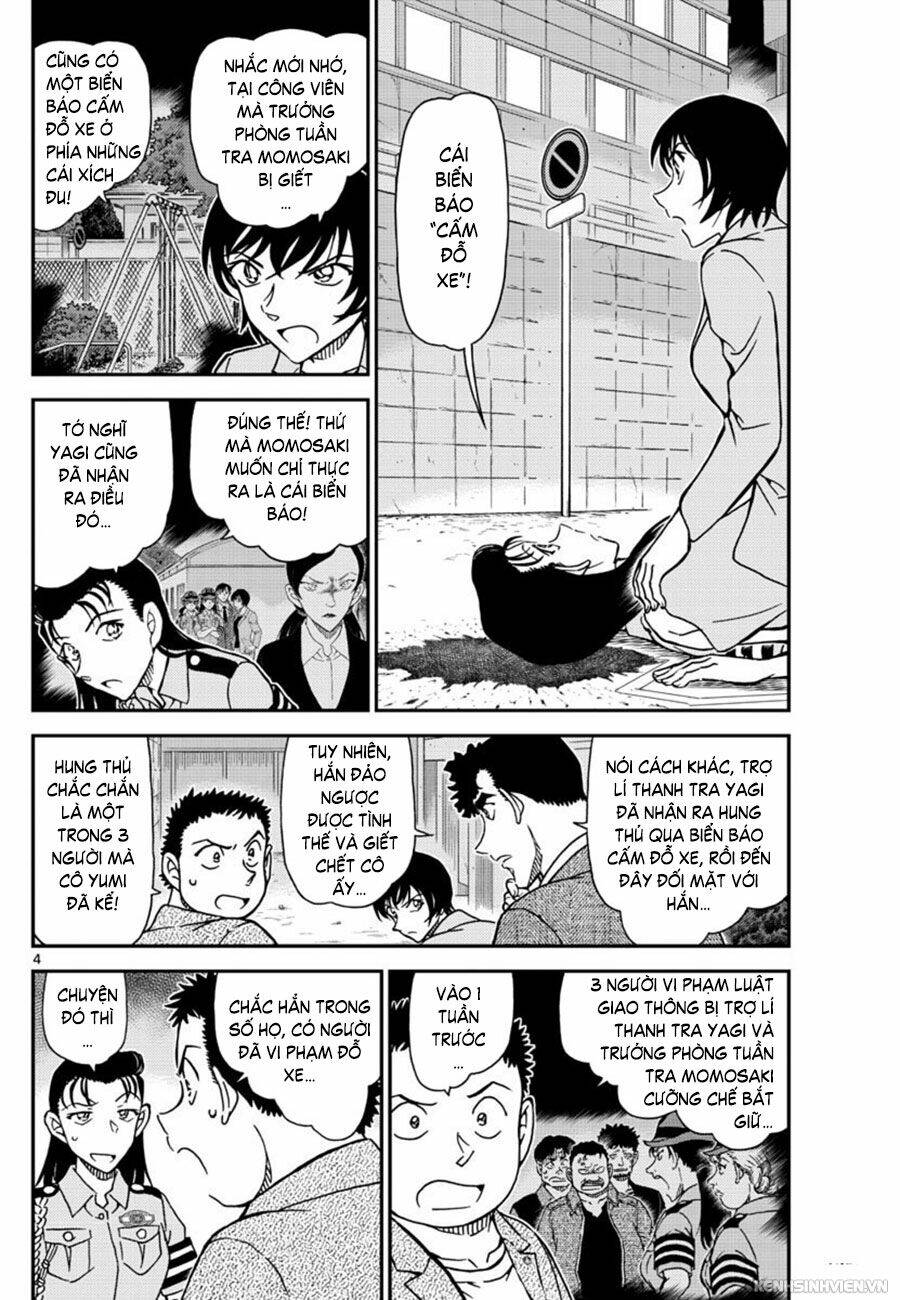 CÁI
BIỂN
BÁO
"CẤM
ĐỖ
XE"!
NHẮC MỚI NHỚ,
TẠI CÔNG VIÊN
MÀ TRƯỞNG
PHÒNG TUẦN
TRA MOMOSAKI
BỊ GIẾT
...
CŨNG CÓ
MỘT BIỂN
BÁO CẤM
ĐỖ XE Ở
PHÍA NHỮNG
CÁI XÍCH
ĐU!
ĐÚNG THẾ! THỨ
MÀ MOMOSAKI
MUỐN CHỈ THỰC
RA LÀ CÁI BIỂN
BÁO!
TỚ NGHĨ
YAGI CŨNG
ĐÃ NHẬN
RA ĐIỀU
ĐÓ...
NÓI CÁCH KHÁC, TRỢ
LÍ THANH TRA YAGI
ĐÃ NHẬN RA HUNG
THỦ QUA BIỂN BÁO
CẤM ĐỖ XE, RỒI ĐẾN
ĐÂY ĐỐI MẶT VỚI
HẮN...
TUY NHIÊN,
HẮN ĐẢO
NGƯỢC
ĐƯỢC TÌNH
THẾ VÀ GIẾT
CHẾT CÔ
ẤY...
HUNG THỦ
CHẮC CHẮN
LÀ MỘT
TRONG 3
NGƯỜI MÀ
CÔ YUMI
ĐÃ KỂ!
4
3 NGƯỜI VI PHẠM LUẬT
GIAO THÔNG BỊ TRỢ LÍ
THANH TRA YAGI VÀ
TRƯỞNG PHÒNG TUẦN
TRA MOMOSAKI
CƯỠNG CHẾ BẮT
GIỮ...
VÀO 1
TUẦN
TRƯỚC
...
CHẮC HẲN TRONG
SỐ HỌ, CÓ NGƯỜI
ĐÃ VI PHẠM ĐỖ
XE...
CHUYỆN
ĐÓ THÌ
...
KENHSINHVIEN.VN